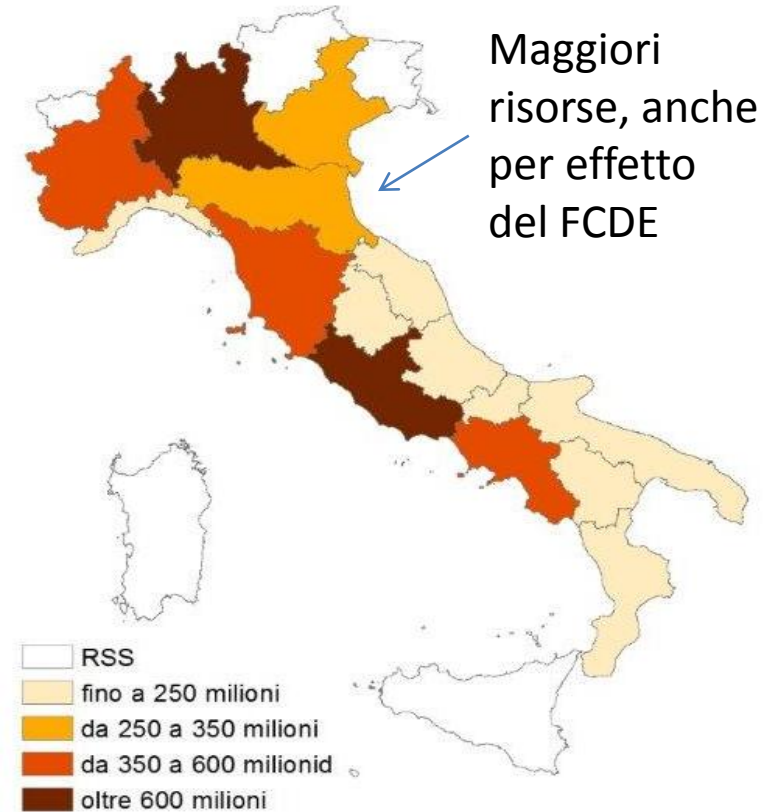 Maggiori
risorse, anche
per effetto
del FCDE
RSS
fino a 250 milioni
da 250 a 350 milioni
da 350 a 600 milionid
oltre 600 milioni